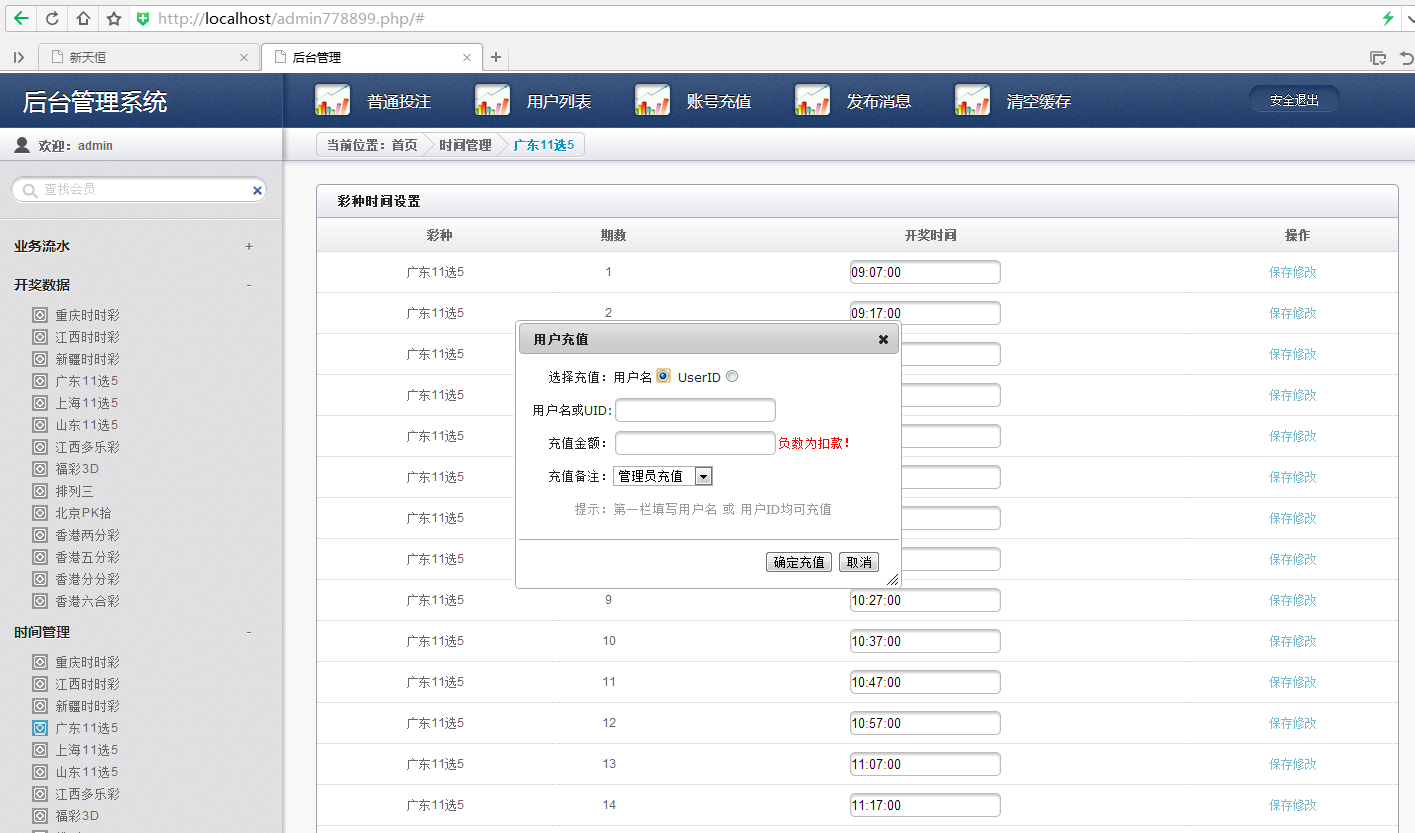 http://localhost/admin778899.php/#
新天恒
后台管理
后台管理系统
普通投注
用户列表
账号充值
发布消息
清空缓存
安全退出
欢迎：admin
当前位置：首页
时间管理
广东11选5
查找会员
业务流水 +
开奖数据 -
重庆时时彩
江西时时彩
新疆时时彩
广东11选5
上海11选5
山东11选5
江西多乐彩
福彩3D
排列三
北京PK拾
香港两分彩
香港五分彩
香港分分彩
香港六合彩
时间管理 -
重庆时时彩
江西时时彩
新疆时时彩
广东11选5
上海11选5
山东11选5
江西多乐彩
福彩3D
彩种时间设置
彩种 期数 开奖时间 操作
广东11选5 1 09:07:00 保存修改
广东11选5 2 09:17:00 保存修改
广东11选5 保存修改
广东11选5 保存修改
广东11选5 保存修改
广东11选5 保存修改
广东11选5 保存修改
广东11选5 保存修改
广东11选5 9 10:27:00 保存修改
广东11选5 10 10:37:00 保存修改
广东11选5 11 10:47:00 保存修改
广东11选5 12 10:57:00 保存修改
广东11选5 13 11:07:00 保存修改
广东11选5 14 11:17:00 保存修改
用户充值
选择充值：用户名 UserID
用户名或UID：
充值金额： 负数为扣款！
充值备注：管理员充值
提示：第一栏填写用户名 或 用户ID均可充值
确定充值 取消